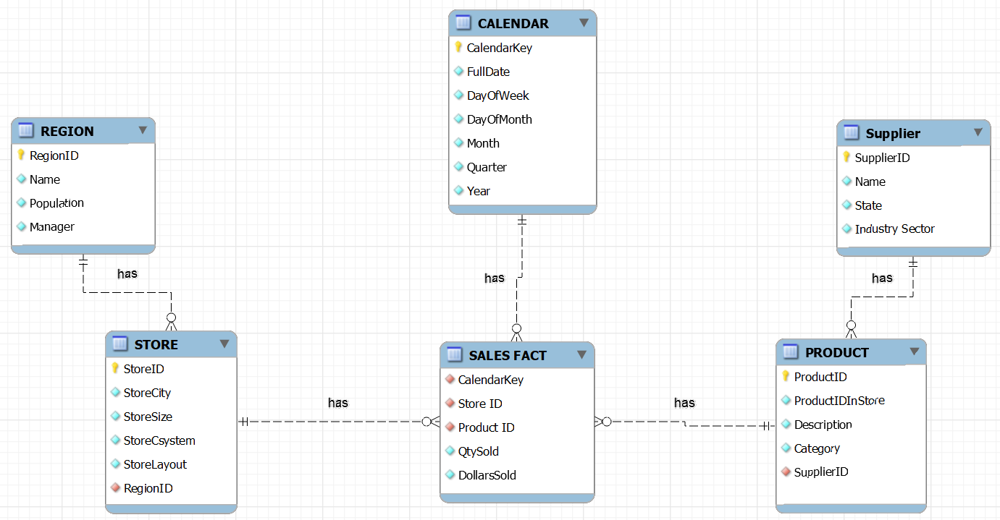 CALENDAR
CalendarKey
FullDate
DayOfWeek
DayOfMonth
Month
Quarter
Year
REGION
RegionID
Name
Population
Manager
Supplier
SupplierID
Name
State
Industry Sector
has
has
has
STORE
StoreID
StoreCity
StoreSize
StoreCsystem
StoreLayout
RegionID
has
SALES FACT
CalendarKey
Store ID
Product ID
QtySold
DollarsSold
has
PRODUCT
ProductID
ProductIDInStore
Description
Category
SupplierID